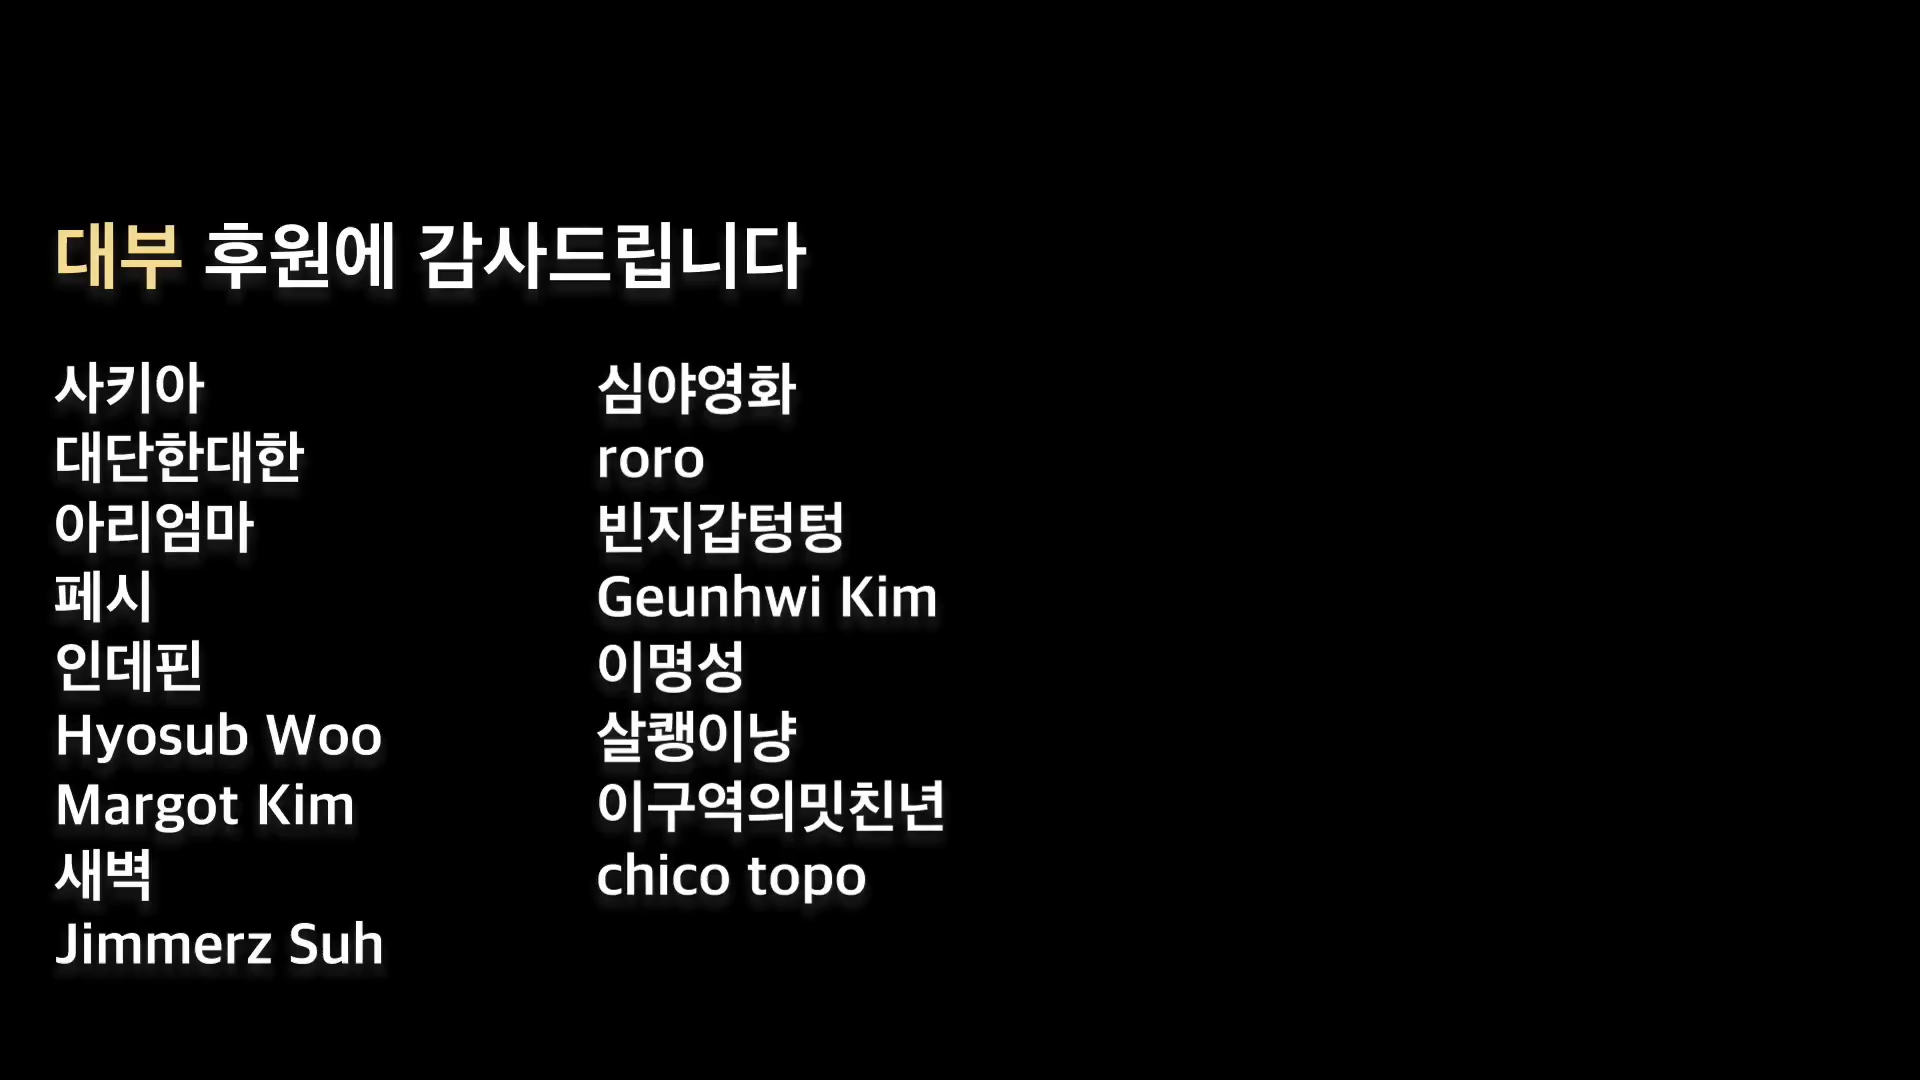 대부 후원에 감사드립니다
사키아
대단한대한
아리엄마
페시
인데핀
Hyosub Woo
Margot Kim
새벽
Jimmerz Suh
심야영화
roro
빈지갑텅텅
Geunhwi Kim
이명성
살쾡이냥
이구역의밋친년
chico topo